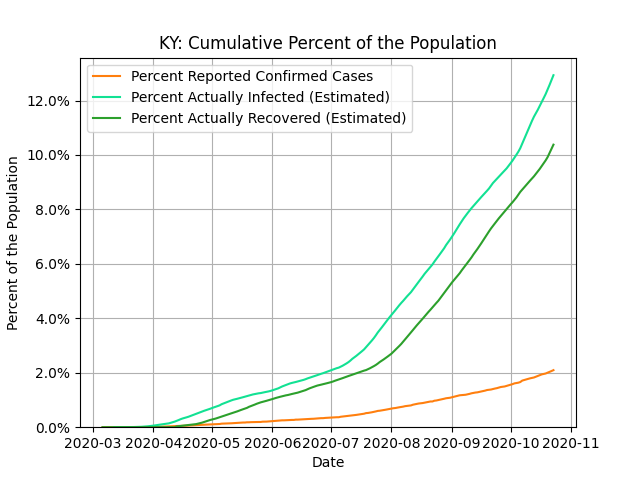 KY: Cumulative Percent of the Population
Percent Reported Confirmed Cases
Percent Actually Infected (Estimated)
Percent Actually Recovered (Estimated)
12.0%
10.0%
8.0%
6.0%
4.0%
2.0%
0.0%
Percent of the Population
2020-03 2020-04 2020-05 2020-06 2020-07 2020-08 2020-09 2020-10 2020-11
Date